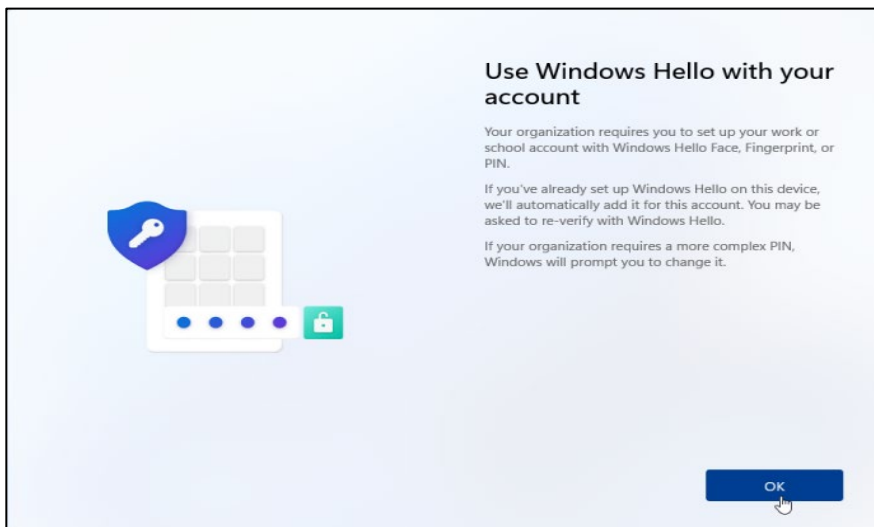 Use Windows Hello with your
account
Your organization requires you to set up your work or
school account with Windows Hello Face, Fingerprint, or
PIN.
If you've already set up Windows Hello on this device,
we'll automatically add it for this account. You may be
asked to re-verify with Windows Hello.
If your organization requires a more complex PIN,
Windows will prompt you to change it.
OK